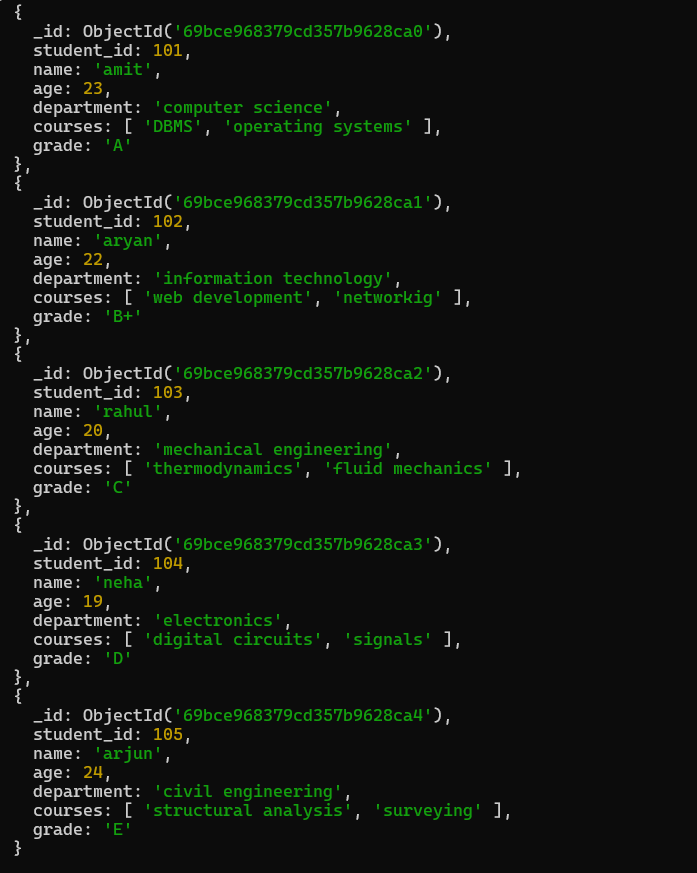 {
  _id: ObjectId('69bce968379cd357b9628ca0'),
  student_id: 101,
  name: 'amit',
  age: 23,
  department: 'computer science',
  courses: [ 'DBMS', 'operating systems' ],
  grade: 'A'
},
{
  _id: ObjectId('69bce968379cd357b9628ca1'),
  student_id: 102,
  name: 'aryan',
  age: 22,
  department: 'information technology',
  courses: [ 'web development', 'networkig' ],
  grade: 'B+'
},
{
  _id: ObjectId('69bce968379cd357b9628ca2'),
  student_id: 103,
  name: 'rahul',
  age: 20,
  department: 'mechanical engineering',
  courses: [ 'thermodynamics', 'fluid mechanics' ],
  grade: 'C'
},
{
  _id: ObjectId('69bce968379cd357b9628ca3'),
  student_id: 104,
  name: 'neha',
  age: 19,
  department: 'electronics',
  courses: [ 'digital circuits', 'signals' ],
  grade: 'D'
},
{
  _id: ObjectId('69bce968379cd357b9628ca4'),
  student_id: 105,
  name: 'arjun',
  age: 24,
  department: 'civil engineering',
  courses: [ 'structural analysis', 'surveying' ],
  grade: 'E'
}